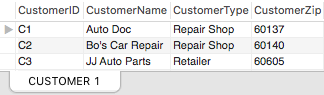 CustomerID CustomerName CustomerType CustomerZip
C1 Auto Doc Repair Shop 60137
C2 Bo's Car Repair Repair Shop 60140
C3 JJ Auto Parts Retailer 60605
CUSTOMER 1